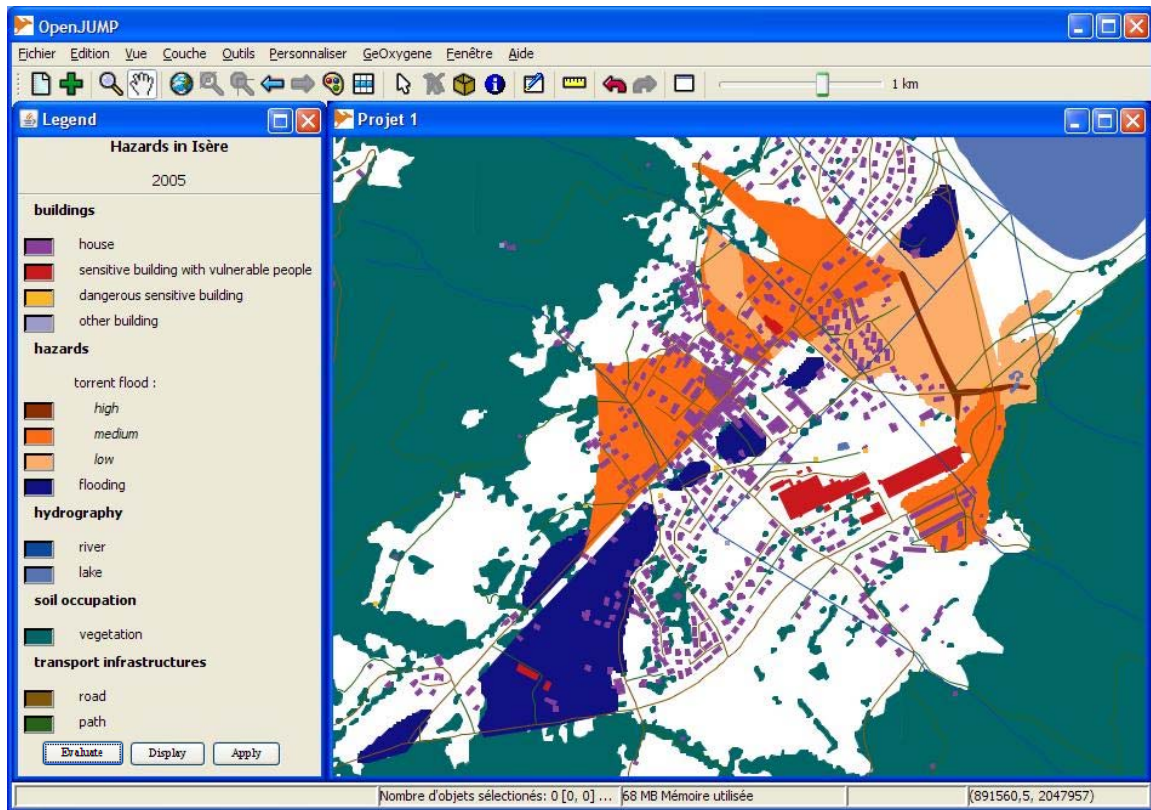 OpenJUMP
Fichier Edition Vue Couche Outils Personnaliser GeOxygene Fenêtre Aide
1 km
Legend
Hazards in Isère
2005
buildings
house
sensitive building with vulnerable people
dangerous sensitive building
other building
hazards
torrent flood :
high
medium
low
flooding
hydrography
river
lake
soil occupation
vegetation
transport infrastructures
road
path
Evaluate Display Apply
Projet 1
Nombre d'objets sélectionés: 0 [0, 0] ... 68 MB Mémoire utilisée (891560,5, 2047957)